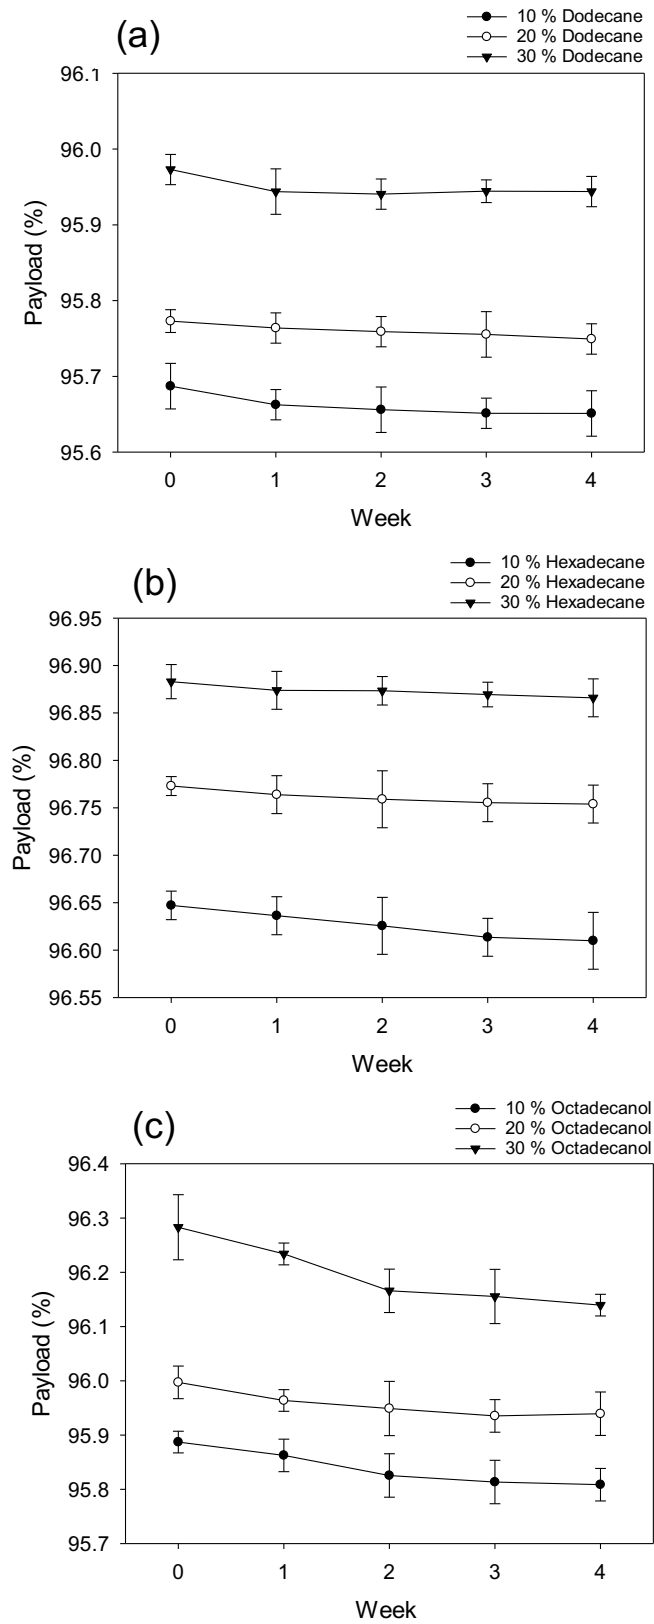 (a)
10 % Dodecane
20 % Dodecane
30 % Dodecane
96.1
96.0
95.9
95.8
95.7
95.6
Payload (%)
0 1 2 3 4
Week
(b)
10 % Hexadecane
20 % Hexadecane
30 % Hexadecane
96.95
96.90
96.85
96.80
96.75
96.70
96.65
96.60
96.55
Payload (%)
0 1 2 3 4
Week
(c)
10 % Octadecanol
20 % Octadecanol
30 % Octadecanol
96.4
96.3
96.2
96.1
96.0
95.9
95.8
95.7
Payload (%)
0 1 2 3 4
Week